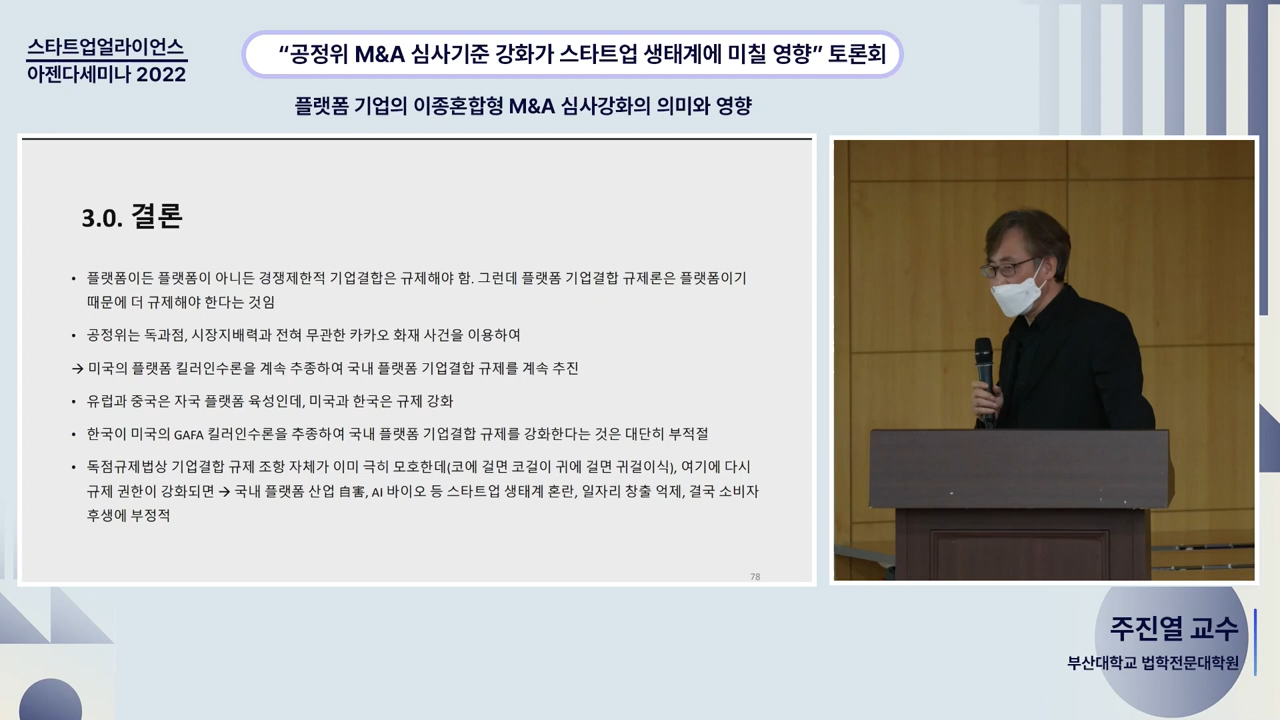 스타트업얼라이언스
아젠다세미나 2022
“공정위 M&A 심사기준 강화가 스타트업 생태계에 미칠 영향” 토론회
플랫폼 기업의 이종혼합형 M&A 심사강화의 의미와 영향
3.0. 결론
• 플랫폼이든 플랫폼이 아니든 경쟁제한적 기업결합은 규제해야 함. 그런데 플랫폼 기업결합 규제론은 플랫폼이기
때문에 더 규제해야 한다는 것임
• 공정위는 독과점, 시장지배력과 전혀 무관한 카카오 화재 사건을 이용하여
→ 미국의 플랫폼 킬러인수론을 계속 추종하여 국내 플랫폼 기업결합 규제를 계속 추진
• 유럽과 중국은 자국 플랫폼 육성인데, 미국과 한국은 규제 강화
• 한국이 미국의 GAFA 킬러인수론을 추종하여 국내 플랫폼 기업결합 규제를 강화한다는 것은 대단히 부적절
• 독점규제법상 기업결합 규제 조항 자체가 이미 극히 모호한데(코에 걸면 코걸이 귀에 걸면 귀걸이식), 여기에 다시
규제 권한이 강화되면 → 국내 플랫폼 산업 自害, AI 바이오 등 스타트업 생태계 혼란, 일자리 창출 억제, 결국 소비자
후생에 부정적
78
주진열 교수
부산대학교 법학전문대학원